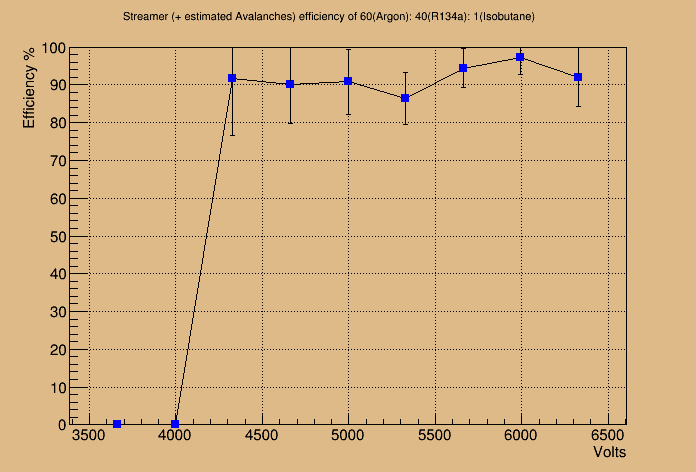 Streamer (+ estimated Avalanches) efficiency of 60(Argon): 40(R134a): 1(Isobutane)
Efficiency %
100
90
80
70
60
50
40
30
20
10
0
3500 4000 4500 5000 5500 6000 6500
Volts